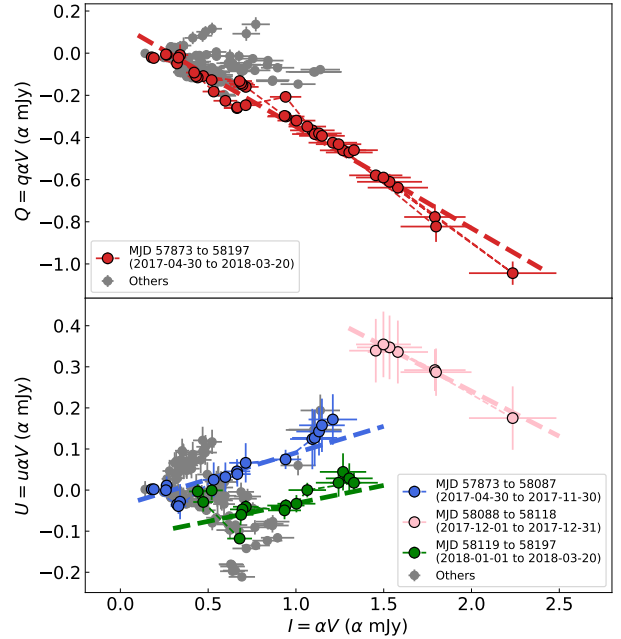 0.0
−0.2
−0.4
−0.6
−0.8
−1.0
Q = qαV (α mJy)
MJD 57873 to 58197
(2017-04-30 to 2018-03-20)
Others
0.4
0.3
0.2
0.1
0.0
−0.1
−0.2
U = uαV (α mJy)
MJD 57873 to 58087
(2017-04-30 to 2017-11-30)
MJD 58088 to 58118
(2017-12-01 to 2017-12-31)
MJD 58119 to 58197
(2018-01-01 to 2018-03-20)
Others
0.0 0.5 1.0 1.5 2.0 2.5
I = αV (α mJy)